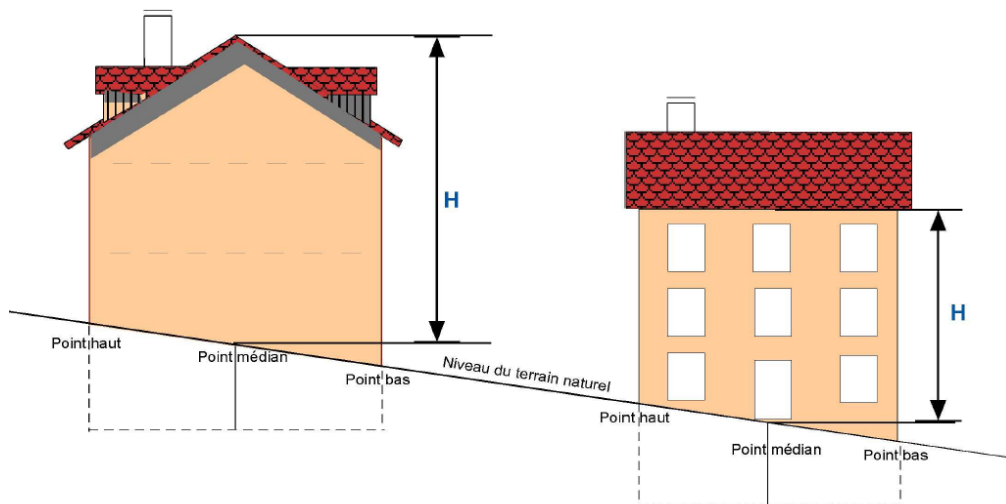 H
H
Point haut
Point médian
Point bas
Niveau du terrain naturel
Point haut
Point médian
Point bas